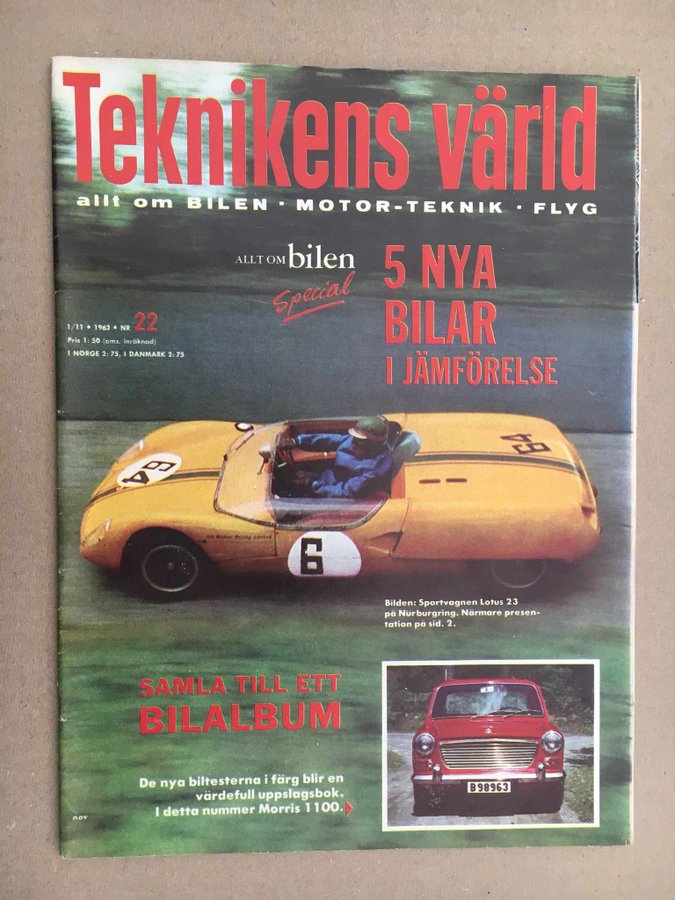 Teknikens värld
allt om BILEN · MOTOR-TEKNIK · FLYG
ALLT OM bilen
Special
5 NYA
BILAR
I JÄMFÖRELSE
1/11 • 1962 • NR 22
Pris 1: 50 (oms. inräknad)
I NORGE 2: 75, I DANMARK 2: 75
64
64
6
Bilden: Sportvagnen Lotus 23
på Nürburgring. Närmare presen-
tation på sid. 2.
SAMLA TILL ETT
BILALBUM
De nya biltesterna i färg blir en
värdefull uppslagsbok.
I detta nummer Morris 1100.
B 98963
nov